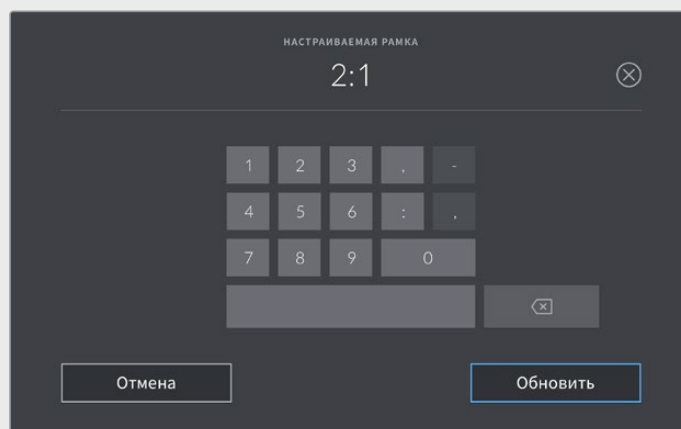 НАСТРАИВАЕМАЯ РАМКА
2:1
1 2 3 , -
4 5 6 : ,
7 8 9 0
Отмена Обновить